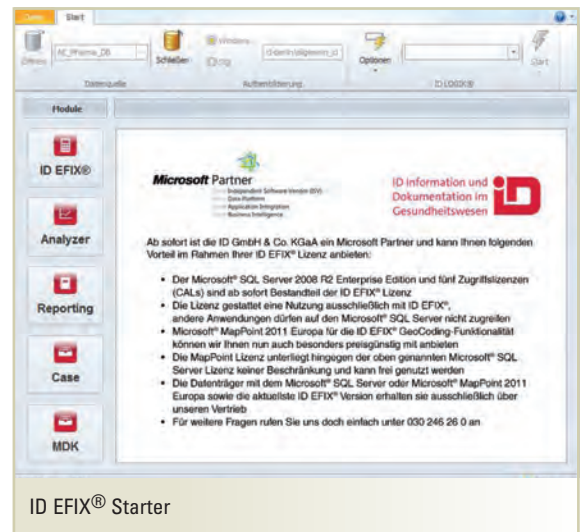 Start
AC_Pharma_DB
Öffnen
Schließen
Windows
Optionen
Start
Datenquelle
Authentifizierung
ID LOGIK®
Module
ID EFIX®
Analyzer
Reporting
Case
MDK
Microsoft Partner
Independent Software Vendor (ISV)
Data Platform
Application Integration
Business Intelligence
ID Information und
Dokumentation im
Gesundheitswesen
ID
Ab sofort ist die ID GmbH & Co. KGaA ein Microsoft Partner und kann Ihnen folgenden
Vorteil im Rahmen Ihrer ID EFIX® Lizenz anbieten:
• Der Microsoft® SQL Server 2008 R2 Enterprise Edition und fünf Zugriffslizenzen
(CALs) sind ab sofort Bestandteil der ID EFIX® Lizenz
• Die Lizenz gestattet eine Nutzung ausschließlich mit ID EFIX®,
andere Anwendungen dürfen auf den Microsoft® SQL Server nicht zugreifen
• Microsoft® MapPoint 2011 Europa für die ID EFIX® GeoCoding-Funktionalität
können wir Ihnen nun auch besonders preisgünstig mit anbieten
• Die MapPoint Lizenz unterliegt hingegen der oben genannten Microsoft® SQL
Server Lizenz keiner Beschränkung und kann frei genutzt werden
• Die Datenträger mit dem Microsoft® SQL Server oder Microsoft® MapPoint 2011
Europa sowie die aktuellste ID EFIX® Version erhalten sie ausschließlich über
unseren Vertrieb
• Für weitere Fragen rufen Sie uns doch einfach unter 030 246 26 0 an
ID EFIX® Starter